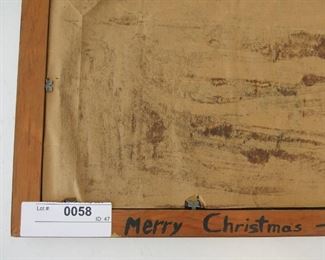 Lot # 0058
ID: 47
Merry Christmas -